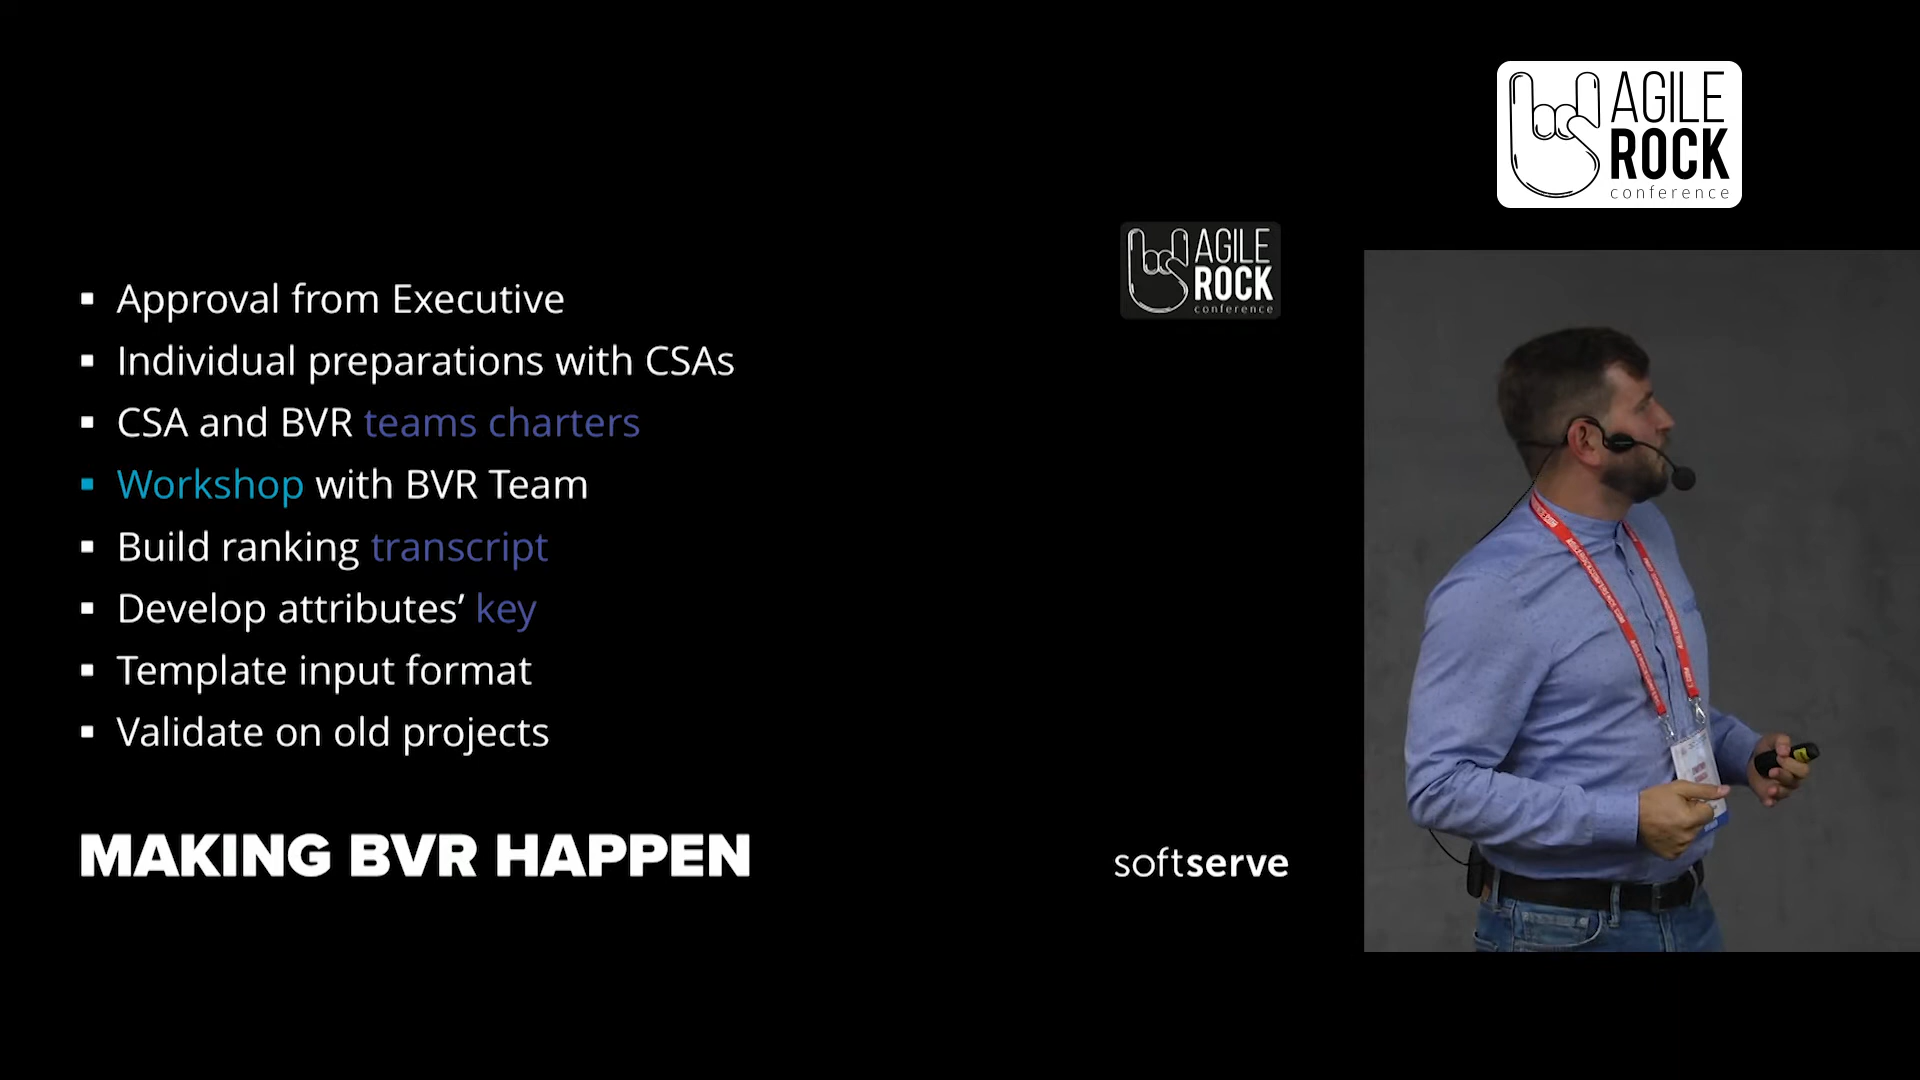 AGILE
ROCK
conference
AGILE
ROCK
conference
▪ Approval from Executive
▪ Individual preparations with CSAs
▪ CSA and BVR teams charters
▪ Workshop with BVR Team
▪ Build ranking transcript
▪ Develop attributes’ key
▪ Template input format
▪ Validate on old projects
MAKING BVR HAPPEN
softserve